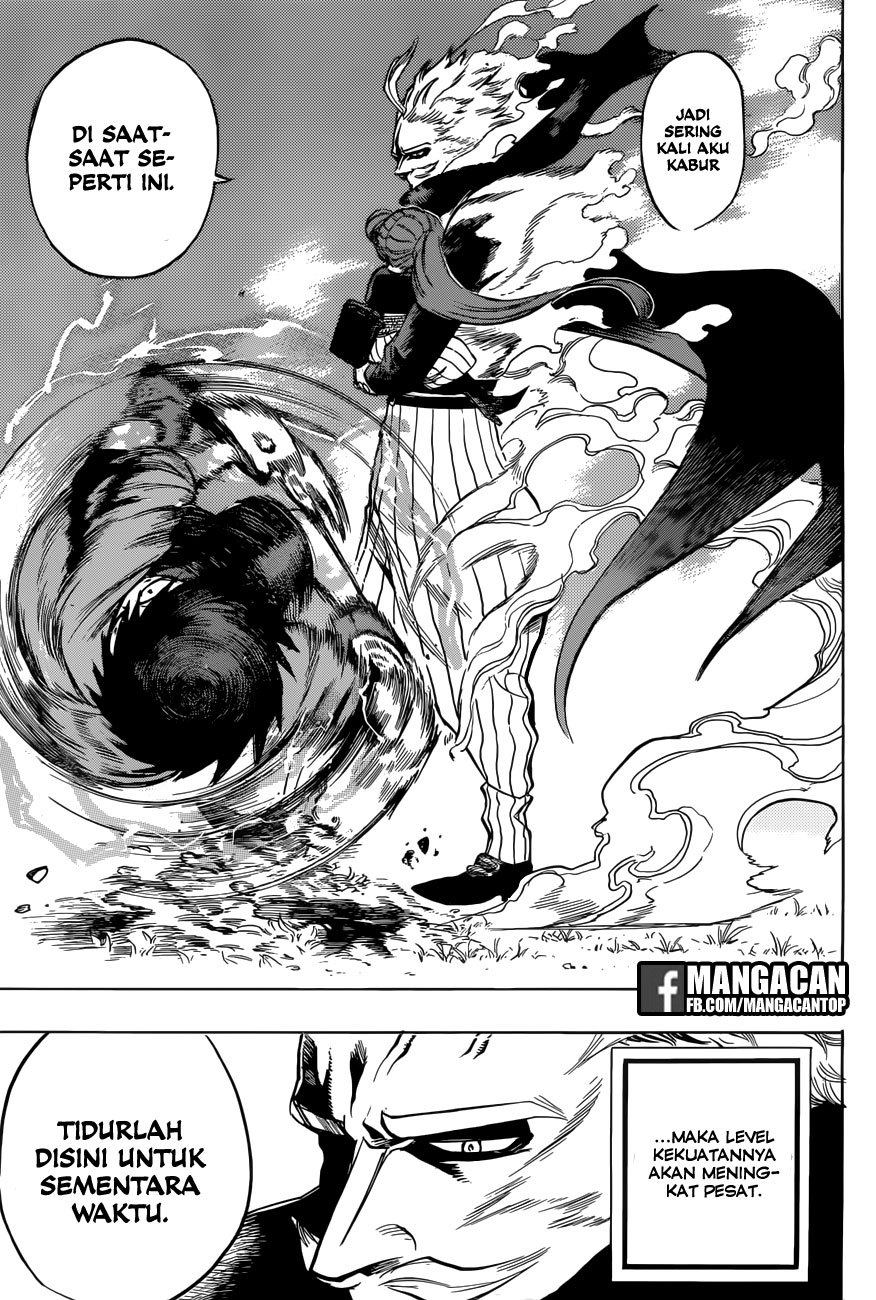 JADI
SERING
KALI AKU
KABUR
DI SAAT-
SAAT SE-
PERTI INI.
f MANGACAN
FB.COM/MANGACANTOP
...MAKA LEVEL
KEKUATANNYA
AKAN MENING-
KAT PESAT.
TIDURLAH
DISINI UNTUK
SEMENTARA
WAKTU.